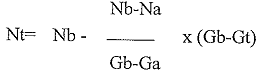 Nb-Na
Nt= Nb - x (Gb-Gt)
Gb-Ga